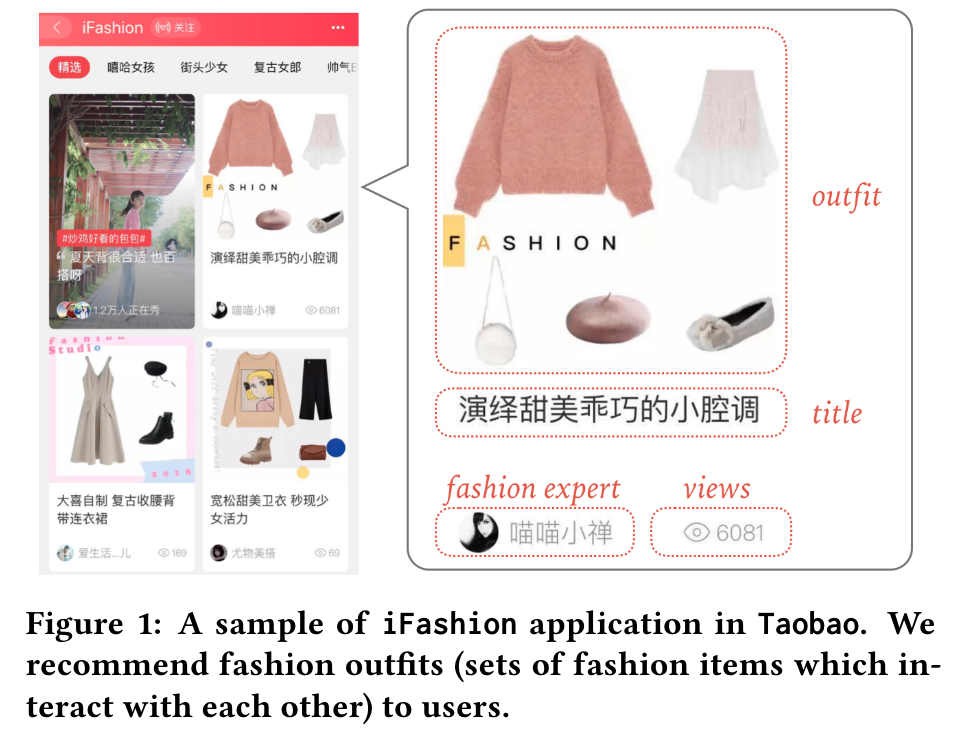 iFashion 关注
精选 嘻哈女孩 街头少女 复古女郎 帅气
#炒鸡好看的包包#
“ 夏天背很合适 也百
搭呀
1.2万人正在秀
FASHION
演绎甜美乖巧的小腔调
喵喵小禅 6081
Fashion
Studio
2018
大喜自制 复古收腰背
带连衣裙
爱生活...儿 169
宽松甜美卫衣 秒现少
女活力
尤物美搭 69
FASHION
outfit
演绎甜美乖巧的小腔调
title
fashion expert views
喵喵小禅 6081
Figure 1: A sample of iFashion application in Taobao. We
recommend fashion outfits (sets of fashion items which in-
teract with each other) to users.